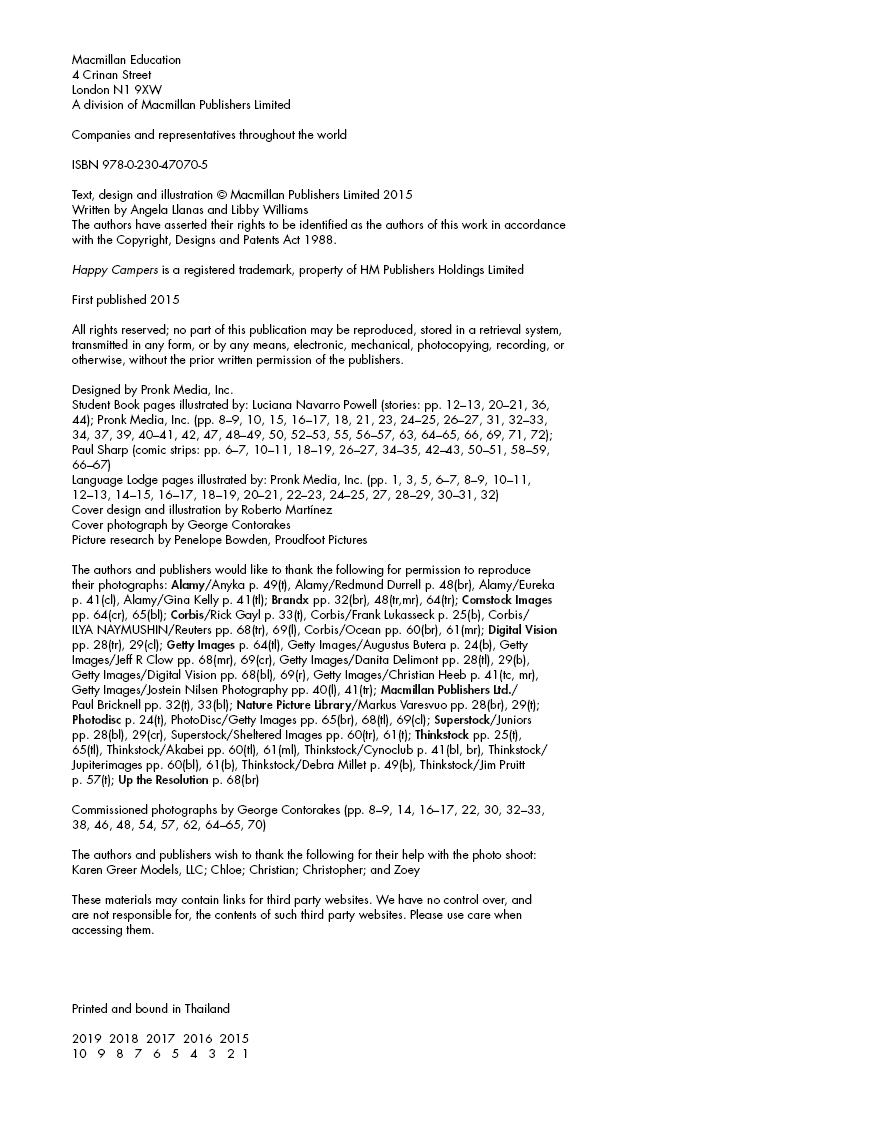 Macmillan Education
4 Crinan Street
London N1 9XW
A division of Macmillan Publishers Limited
Companies and representatives throughout the world
ISBN 978-0-230-47070-5
Text, design and illustration © Macmillan Publishers Limited 2015
Written by Angela Llanas and Libby Williams
The authors have asserted their rights to be identified as the authors of this work in accordance
with the Copyright, Designs and Patents Act 1988.
Happy Campers is a registered trademark, property of HM Publishers Holdings Limited
First published 2015
All rights reserved; no part of this publication may be reproduced, stored in a retrieval system,
transmitted in any form, or by any means, electronic, mechanical, photocopying, recording, or
otherwise, without the prior written permission of the publishers.
Designed by Pronk Media, Inc.
Student Book pages illustrated by: Luciana Navarro Powell (stories: pp. 12–13, 20–21, 36,
44); Pronk Media, Inc. (pp. 8–9, 10, 15, 16–17, 18, 21, 23, 24–25, 26–27, 31, 32–33,
34, 37, 39, 40–41, 42, 47, 48–49, 50, 52–53, 55, 56–57, 63, 64–65, 66, 69, 71, 72);
Paul Sharp (comic strips: pp. 6–7, 10–11, 18–19, 26–27, 34–35, 42–43, 50–51, 58–59,
66–67)
Language Lodge pages illustrated by: Pronk Media, Inc. (pp. 1, 3, 5, 6–7, 8–9, 10–11,
12–13, 14–15, 16–17, 18–19, 20–21, 22–23, 24–25, 27, 28–29, 30–31, 32)
Cover design and illustration by Roberto Martínez
Cover photograph by George Contorakes
Picture research by Penelope Bowden, Proudfoot Pictures
The authors and publishers would like to thank the following for permission to reproduce
their photographs: Alamy/Anyka p. 49(t), Alamy/Redmund Durrell p. 48(br), Alamy/Eureka
p. 41(cl), Alamy/Gina Kelly p. 41(tl); Brandx pp. 32(br), 48(tr,mr), 64(tr); Comstock Images
pp. 64(cr), 65(bl); Corbis/Rick Gayl p. 33(t), Corbis/Frank Lukasseck p. 25(b), Corbis/
ILYA NAYMUSHIN/Reuters pp. 68(tr), 69(l), Corbis/Ocean pp. 60(br), 61(mr); Digital Vision
pp. 28(tr), 29(cl); Getty Images p. 64(tl), Getty Images/Augustus Butera p. 24(b), Getty
Images/Jeff R Clow pp. 68(mr), 69(cr), Getty Images/Danita Delimont pp. 28(tl), 29(b),
Getty Images/Digital Vision pp. 68(bl), 69(r), Getty Images/Christian Heeb p. 41(tc, mr),
Getty Images/Jostein Nilsen Photography pp. 40(l), 41(tr); Macmillan Publishers Ltd./
Paul Bricknell pp. 32(t), 33(bl); Nature Picture Library/Markus Varesvuo pp. 28(br), 29(t);
Photodisc p. 24(t), PhotoDisc/Getty Images pp. 65(br), 68(tl), 69(cl); Superstock/Juniors
pp. 28(bl), 29(cr), Superstock/Sheltered Images pp. 60(tr), 61(t); Thinkstock pp. 25(t),
65(tl), Thinkstock/Akabei pp. 60(tl), 61(ml), Thinkstock/Cynoclub p. 41(bl, br), Thinkstock/
Jupiterimages pp. 60(bl), 61(b), Thinkstock/Debra Millet p. 49(b), Thinkstock/Jim Pruitt
p. 57(t); Up the Resolution p. 68(br)
Commissioned photographs by George Contorakes (pp. 8–9, 14, 16–17, 22, 30, 32–33,
38, 46, 48, 54, 57, 62, 64–65, 70)
The authors and publishers wish to thank the following for their help with the photo shoot:
Karen Greer Models, LLC; Chloe; Christian; Christopher; and Zoey
These materials may contain links for third party websites. We have no control over, and
are not responsible for, the contents of such third party websites. Please use care when
accessing them.
Printed and bound in Thailand
2019 2018 2017 2016 2015
10 9 8 7 6 5 4 3 2 1